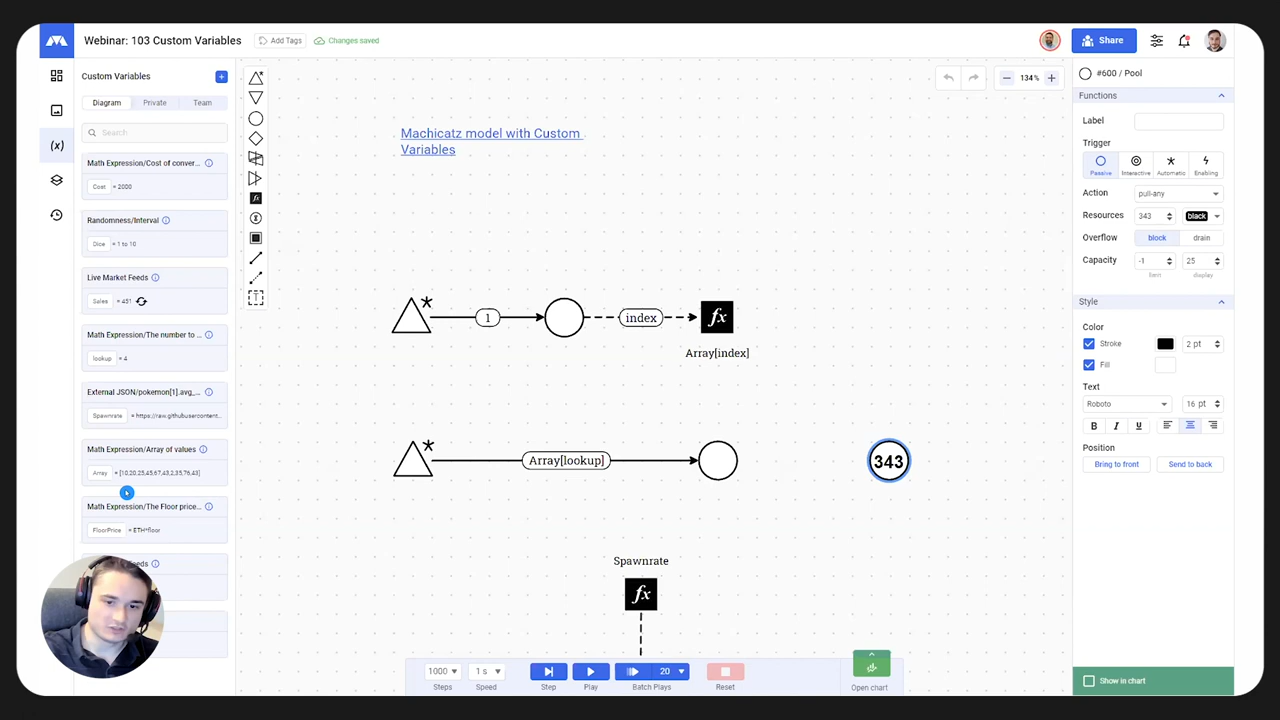 Webinar: 103 Custom Variables
Add Tags
Changes saved
Share
Custom Variables
Diagram
Private
Team
Search
Math Expression/Cost of conver...
Cost = 2000
Randomness/Interval
Dice = 1 to 10
Live Market Feeds
Sales = 451
Math Expression/The number to ...
lookup = 4
External JSON/pokemon[1].avg_...
Spawnrate = https://raw.githubusercontent...
Math Expression/Array of values
Array = [10,20,25,45,67,43,2,35,76,43]
Math Expression/The Floor price...
FloorPrice = ETH*floor
134%
Machicatz model with Custom
Variables
1
index
fx
Array[index]
Array[lookup]
343
Spawnrate
fx
1000
1 s
20
Steps
Speed
Step
Play
Batch Plays
Reset
Open chart
#600 / Pool
Functions
Label
Trigger
Passive
Interactive
Automatic
Enabling
Action
pull-any
Resources
343
black
Overflow
block
drain
Capacity
-1
25
item
display
Style
Color
Stroke
2 pt
Fill
Text
Roboto
16 pt
B
I
U
Position
Bring to front
Send to back
Show in chart